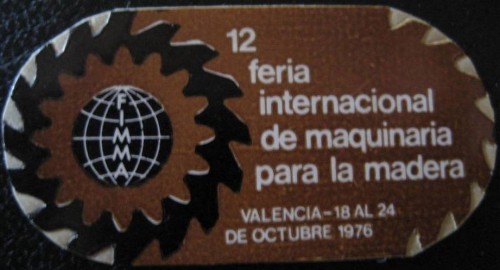 12
feria
internacional
de maquinaria
para la madera
VALENCIA-18 AL 24
DE OCTUBRE 1976
FIMMA